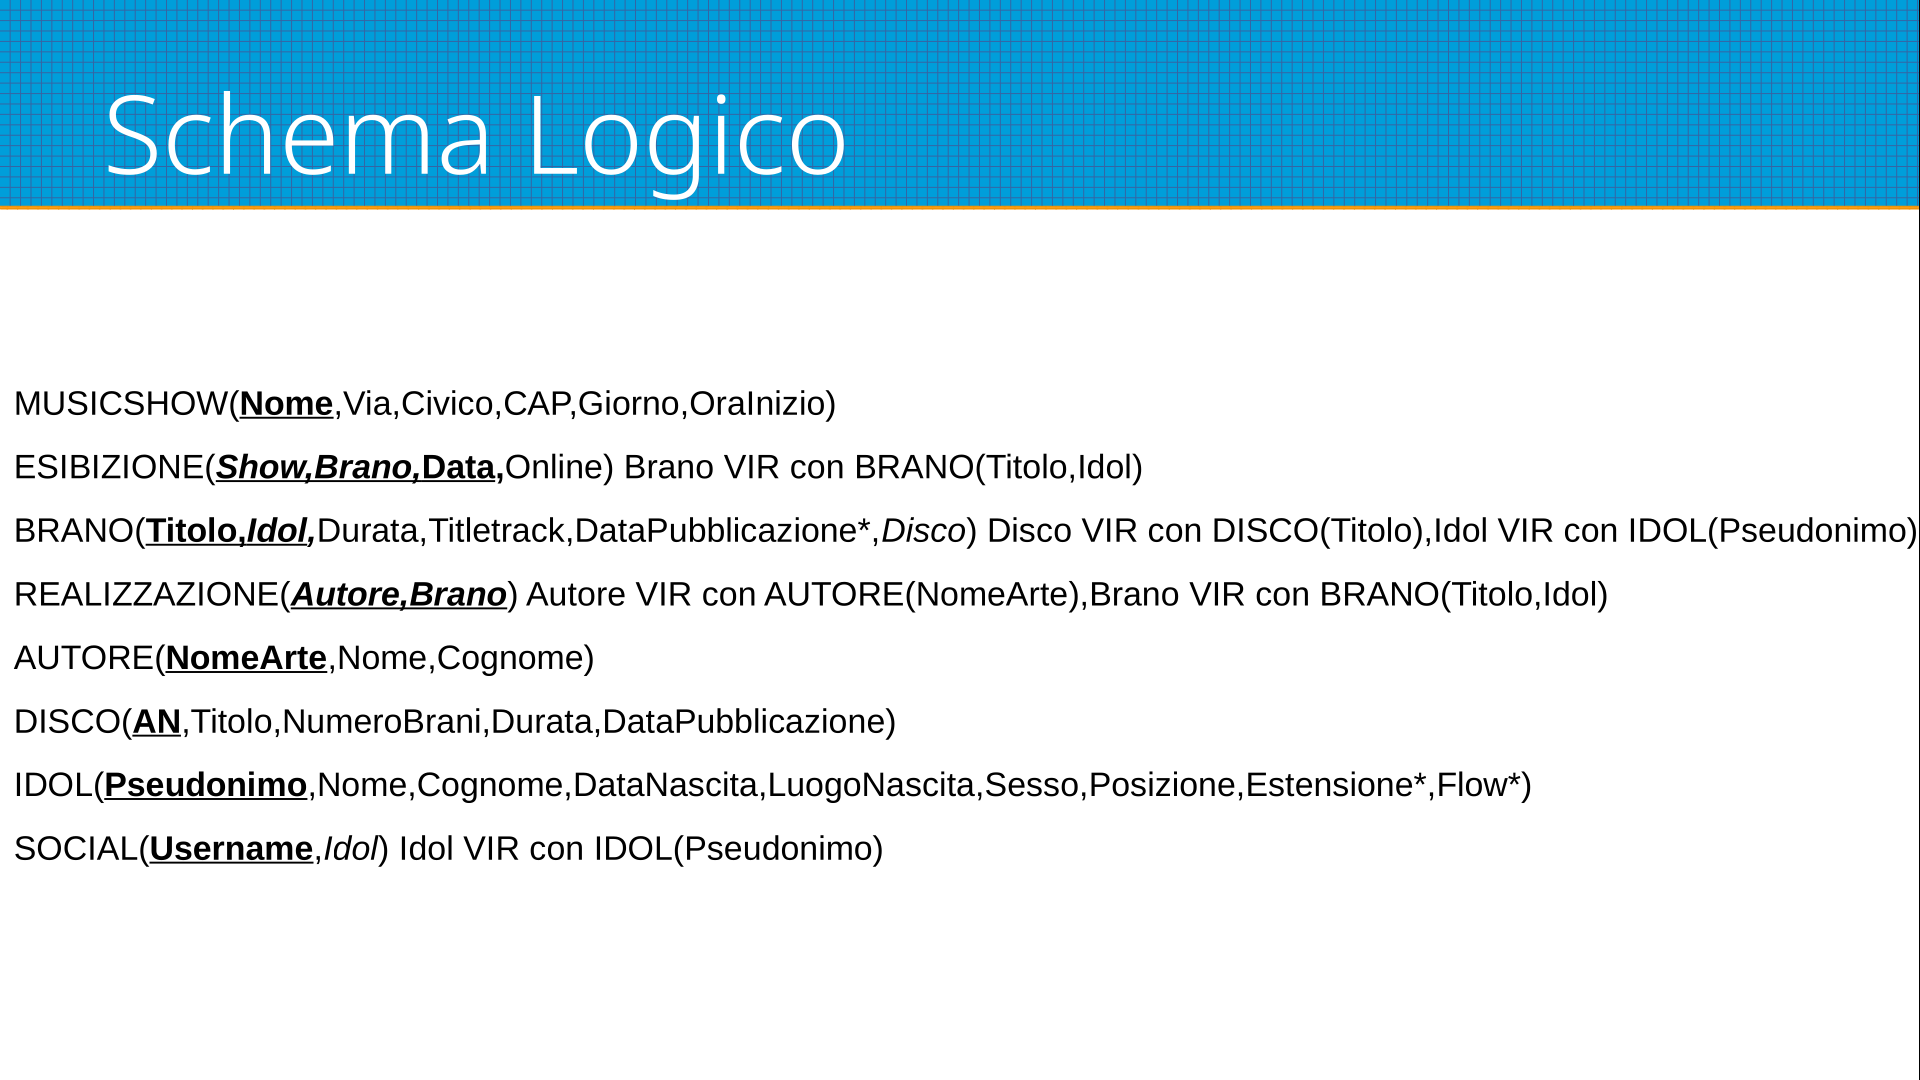 Schema Logico
MUSICSHOW(Nome,Via,Civico,CAP,Giorno,OraInizio)
ESIBIZIONE(Show,Brano,Data,Online) Brano VIR con BRANO(Titolo,Idol)
BRANO(Titolo,Idol,Durata,Titletrack,DataPubblicazione*,Disco) Disco VIR con DISCO(Titolo),Idol VIR con IDOL(Pseudonimo)
REALIZZAZIONE(Autore,Brano) Autore VIR con AUTORE(NomeArte),Brano VIR con BRANO(Titolo,Idol)
AUTORE(NomeArte,Nome,Cognome)
DISCO(AN,Titolo,NumeroBrani,Durata,DataPubblicazione)
IDOL(Pseudonimo,Nome,Cognome,DataNascita,LuogoNascita,Sesso,Posizione,Estensione*,Flow*)
SOCIAL(Username,Idol) Idol VIR con IDOL(Pseudonimo)